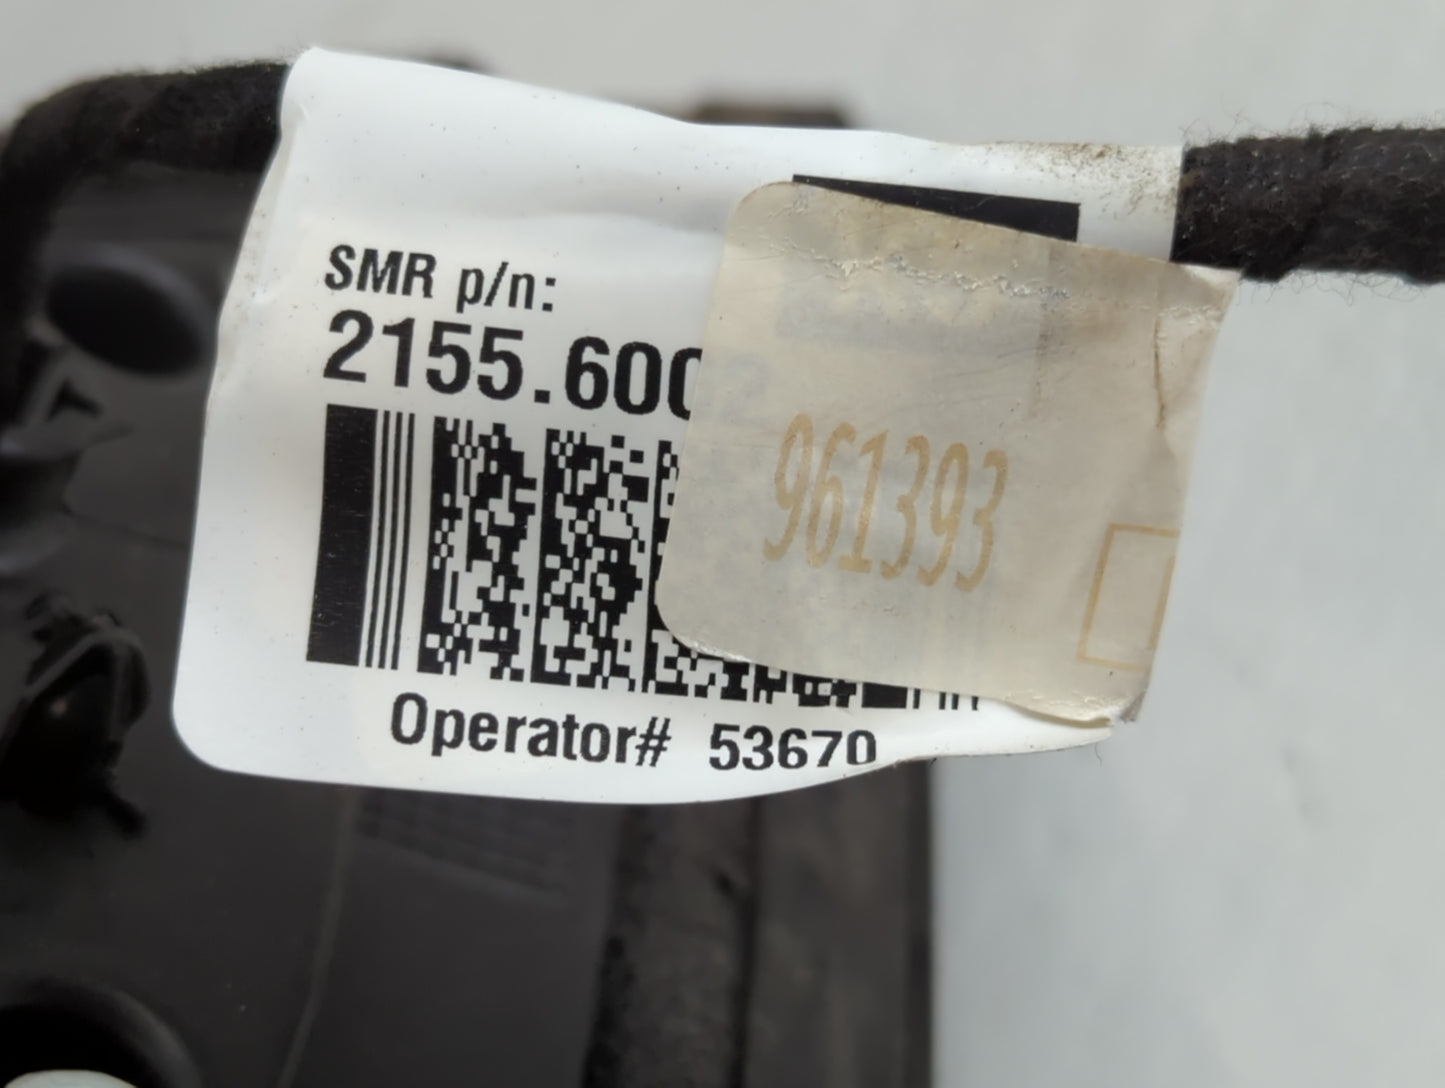 SMR p/n:
2155.600
961393
Operator# 53670